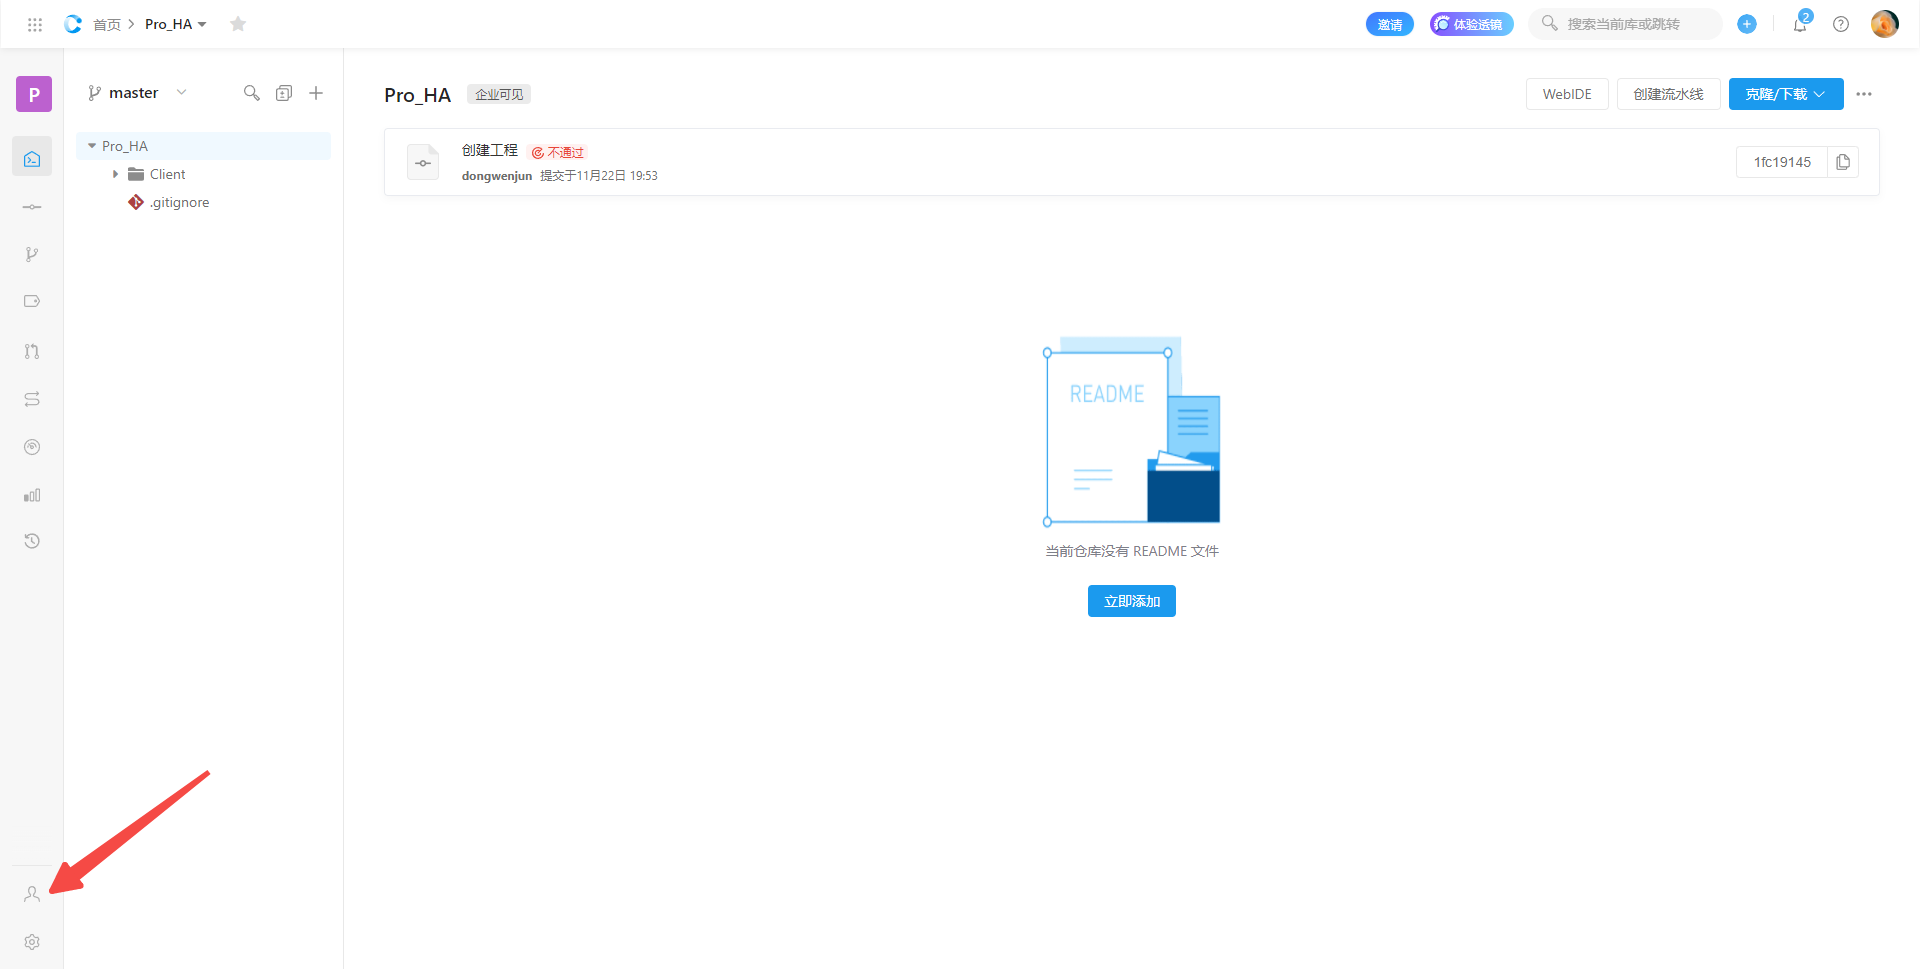 首页 > Pro_HA
邀请
体验透镜
搜索当前库或跳转
2
P
master
Pro_HA
Client
.gitignore
Pro_HA 企业可见
WebIDE
创建流水线
克隆/下载
创建工程 不通过
dongwenjun 提交于11月22日 19:53
1fc19145
README
当前仓库没有 README 文件
立即添加